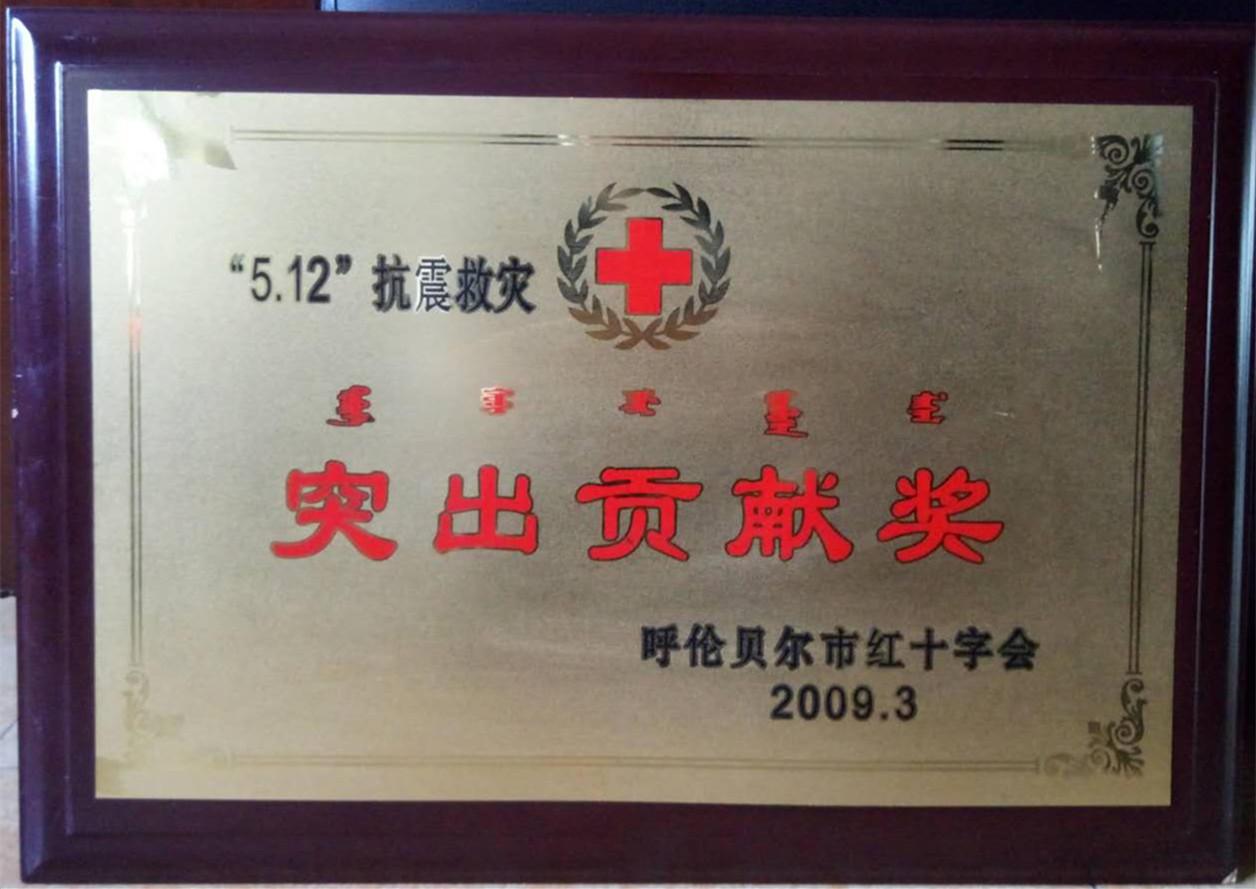 “5.12”抗震救灾
突出贡献奖
呼伦贝尔市红十字会
2009.3